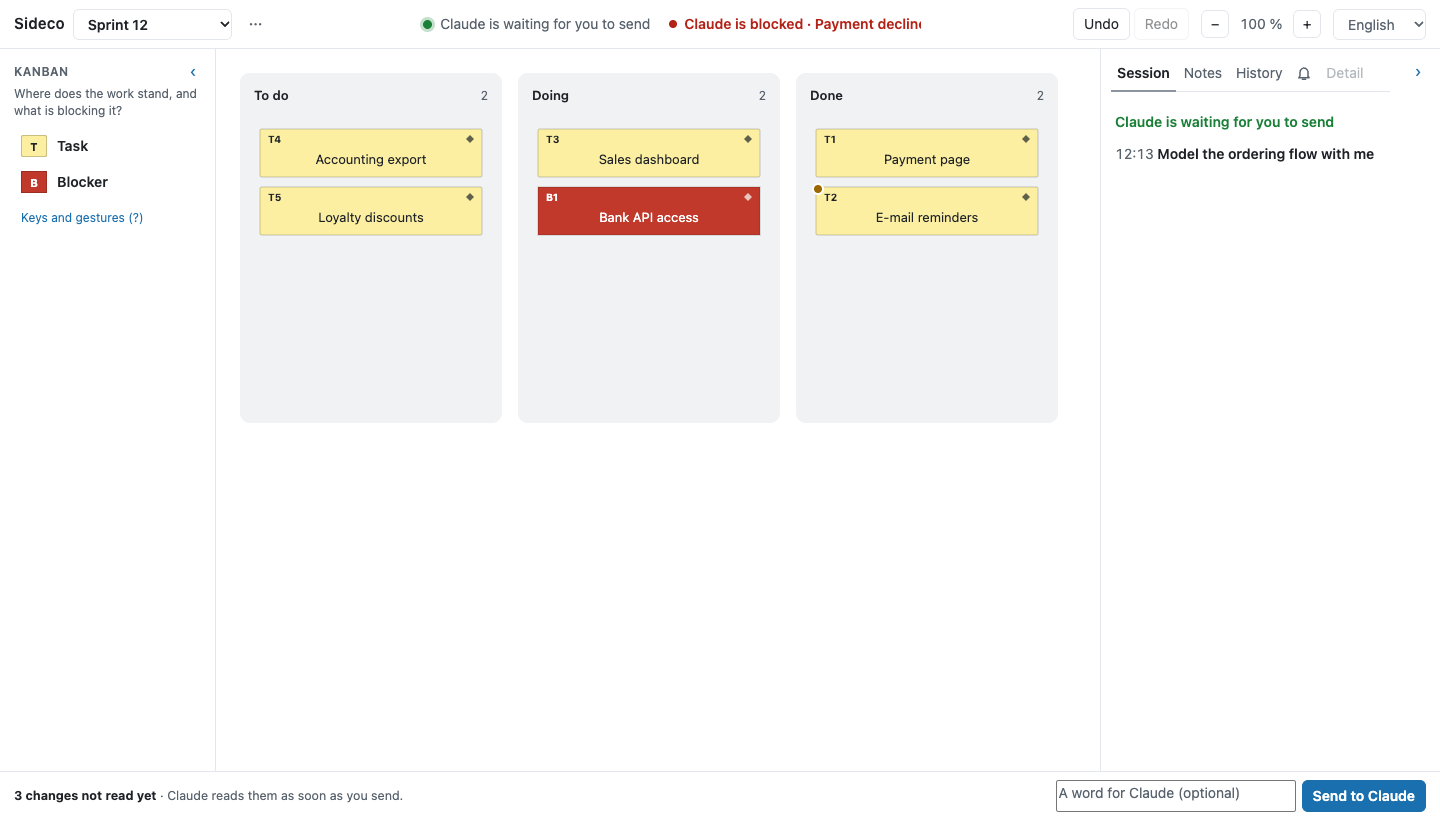 Sideco
Sprint 12
···
Claude is waiting for you to send
Claude is blocked · Payment decline
Undo
Redo
−
100 %
+
English
KANBAN
Where does the work stand, and
what is blocking it?
T Task
B Blocker
Keys and gestures (?)
To do 2
T4
Accounting export
T5
Loyalty discounts
Doing 2
T3
Sales dashboard
B1
Bank API access
Done 2
T1
Payment page
T2
E-mail reminders
Session
Notes
History
Detail
Claude is waiting for you to send
12:13 Model the ordering flow with me
3 changes not read yet · Claude reads them as soon as you send.
A word for Claude (optional)
Send to Claude